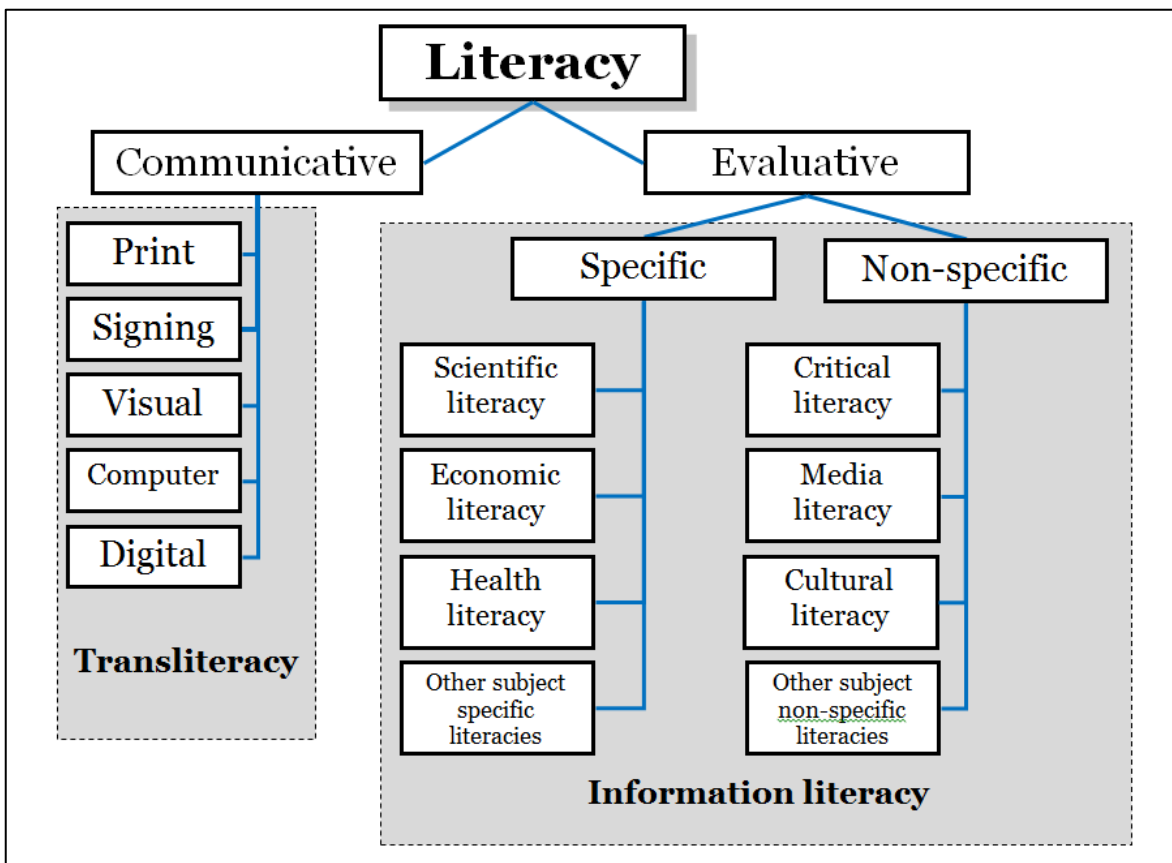 Literacy
Communicative
Evaluative
Print
Signing
Visual
Computer
Digital
Transliteracy
Specific
Non-specific
Scientific
literacy
Economic
literacy
Health
literacy
Other subject
specific
literacies
Critical
literacy
Media
literacy
Cultural
literacy
Other subject
non-specific
literacies
Information literacy